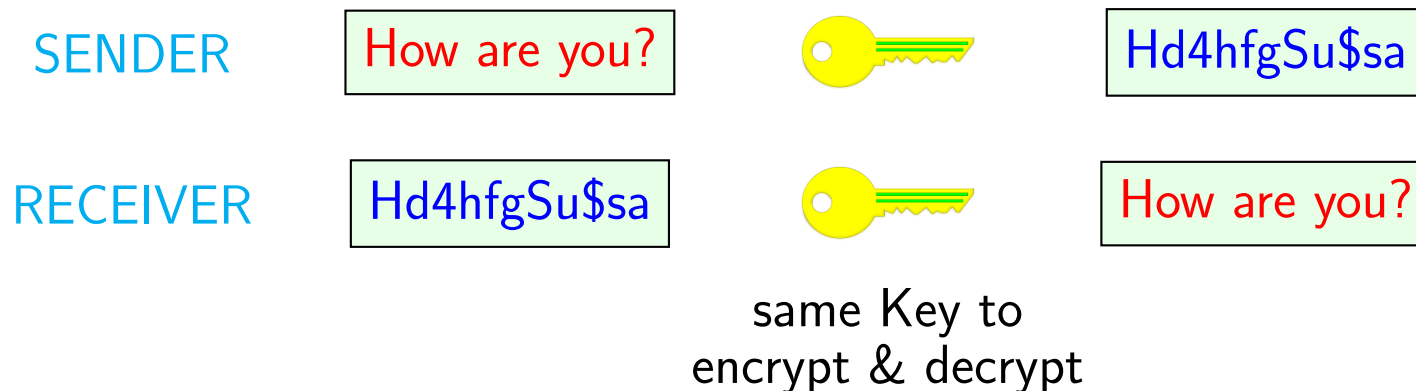 SENDER How are you? Hd4hfgSu$sa
RECEIVER Hd4hfgSu$sa How are you?
same Key to
encrypt & decrypt